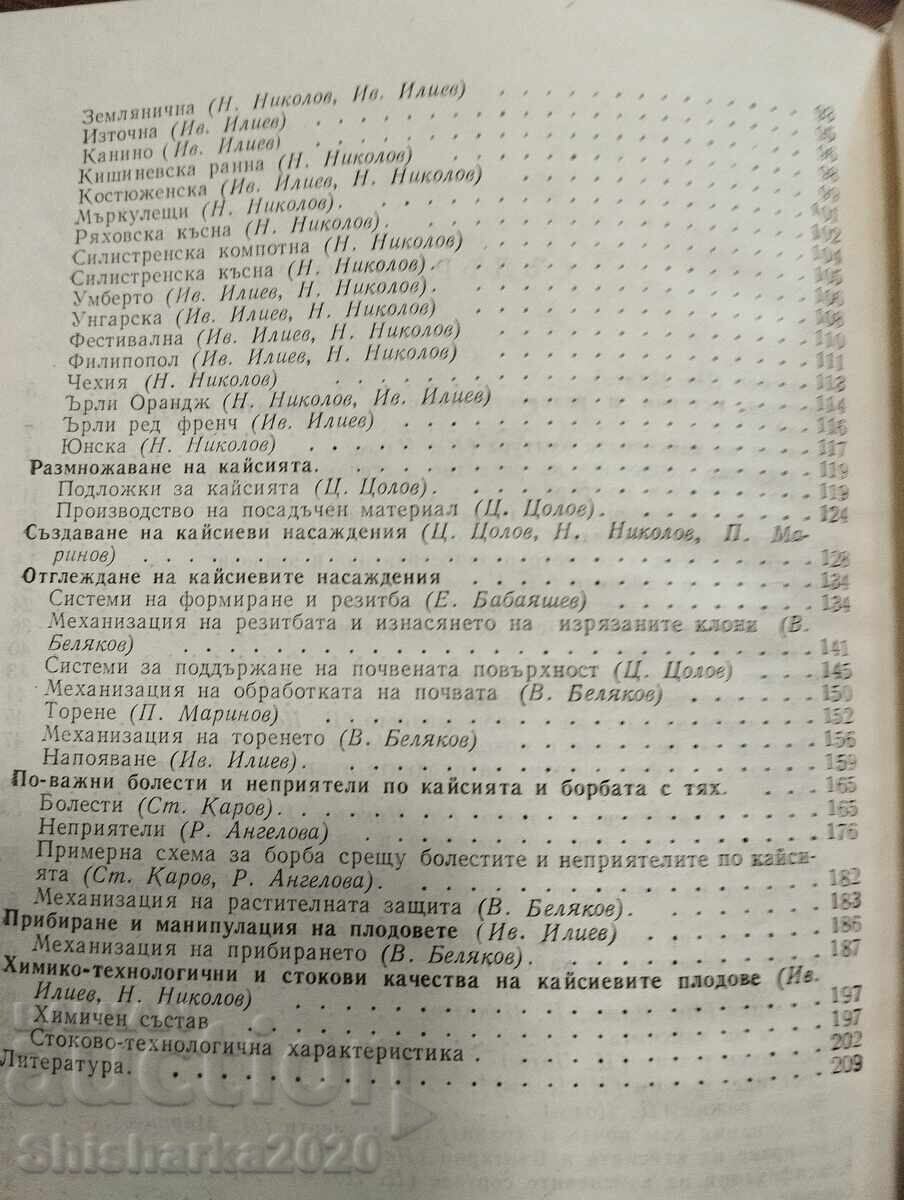 Землянична (Н. Николов, Ив. Илиев)
Източна (Ив. Илиев)
Канино (Ив. Илиев)
Кишиневска ранна (Н. Николов)
Костюженска (Ив. Илиев, Н. Николов)
Мъркулещи (Н. Николов).
Ряховска късна (Н. Николов). 102
Силистренска компотна (Н. Николов) 104
Силистренска късна (Н. Николов). 105
Умберто (Ив. Илиев, Н. Николов).
Унгарска (Ив. Илиев, Н. Николов) 108
Фестивална (Ив. Илиев, Н. Николов) 110
Филипопол (Ив. Илиев, Н. Николов) 111
Чехия (Н. Николов) 113
Ърли Орандж (Н. Николов, Ив. Илиев) 114
Ърли ред френч (Ив. Илиев) 116
Юнска (Н. Николов) 117
Размножаване на кайсията. 119
Подложки за кайсията (Ц. Цолов). 119
Производство на посадъчен материал (Ц. Цолов). 124
Създаване на кайсиеви насаждения (Ц. Цолов, Н. Николов, П. Ма-
ринов) 128
Отглеждане на кайсиевите насаждения 134
Системи на формиране и резитба (Е. Бабаяшев) 134
Механизация на резитбата и изнасянето на изрязаните клони (В.
Беляков) 141
Системи за поддържане на почвената повърхност (Ц. Цолов) 145
Механизация на обработката на почвата (В. Беляков) 150
Торене (П. Маринов) 152
Механизация на торенето (В. Беляков) 156
Напояване (Ив. Илиев). 159
По-важни болести и неприятели по кайсията и борбата с тях. 165
Болести (Ст. Каров). 165
Неприятели (Р. Ангелова) 176
Примерна схема за борба срещу болестите и неприятелите по кайси-
ята (Ст. Каров, Р. Ангелова). 182
Механизация на растителната защита (В. Беляков). 183
Прибиране и манипулация на плодовете (Ив. Илиев) 186
Механизация на прибирането (В. Беляков). 187
Химико-технологични и стокови качества на кайсиевите плодове (Ив.
Илиев, Н. Николов) 197
Химичен състав 197
Стоково-технологична характеристика . 202
Литература. 209
auction
Shisharka2020